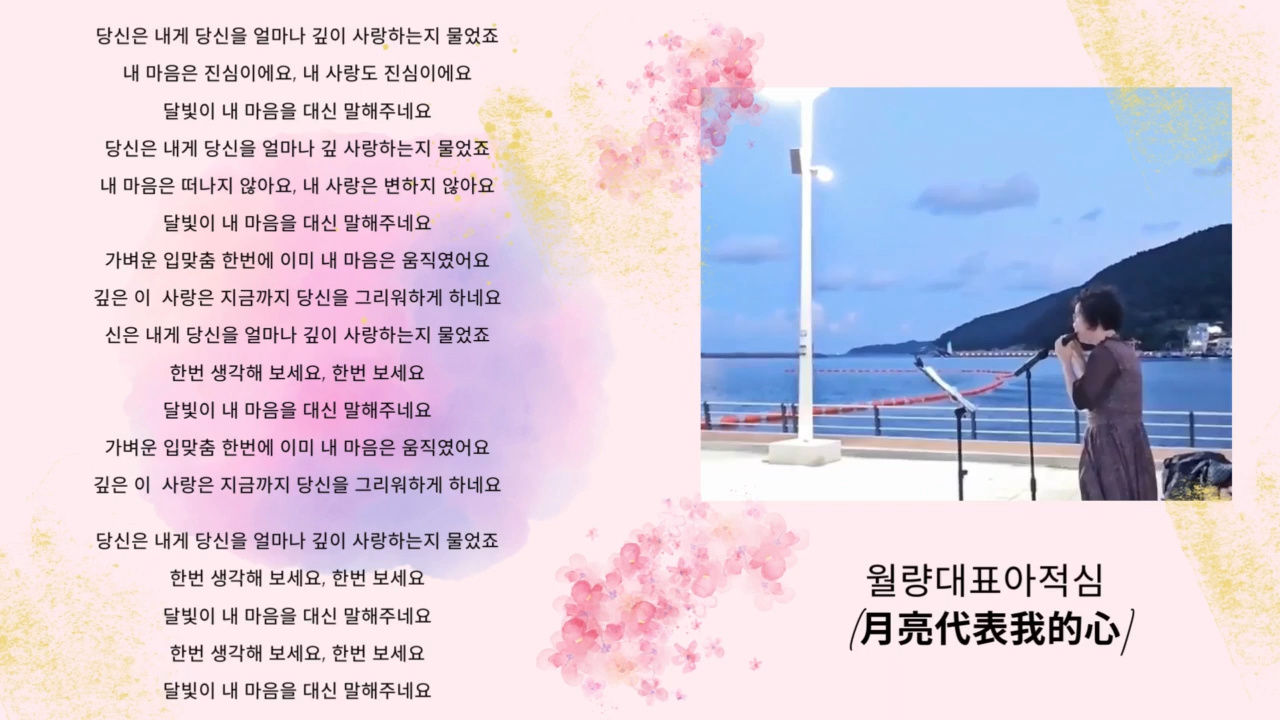 당신은 내게 당신을 얼마나 깊이 사랑하는지 물었죠
내 마음은 진심이에요, 내 사랑도 진심이에요
달빛이 내 마음을 대신 말해주네요
당신은 내게 당신을 얼마나 깊 사랑하는지 물었죠
내 마음은 떠나지 않아요, 내 사랑은 변하지 않아요
달빛이 내 마음을 대신 말해주네요
가벼운 입맞춤 한번에 이미 내 마음은 움직였어요
깊은 이  사랑은 지금까지 당신을 그리워하게 하네요
신은 내게 당신을 얼마나 깊이 사랑하는지 물었죠
한번 생각해 보세요, 한번 보세요
달빛이 내 마음을 대신 말해주네요
가벼운 입맞춤 한번에 이미 내 마음은 움직였어요
깊은 이  사랑은 지금까지 당신을 그리워하게 하네요
당신은 내게 당신을 얼마나 깊이 사랑하는지 물었죠
한번 생각해 보세요, 한번 보세요
달빛이 내 마음을 대신 말해주네요
한번 생각해 보세요, 한번 보세요
달빛이 내 마음을 대신 말해주네요
월량대표아적심
(月亮代表我的心)